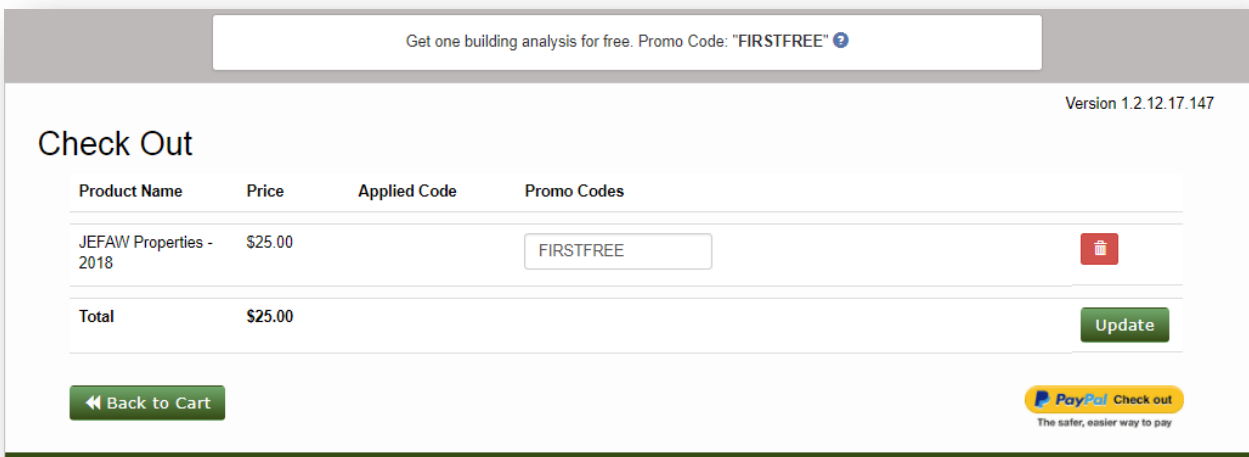 Get one building analysis for free. Promo Code: "FIRSTFREE" ?
Version 1.2.12.17.147
Check Out
Product Name Price Applied Code Promo Codes
JEFAW Properties - $25.00 FIRSTFREE
2018
Total $25.00 Update
Back to Cart PayPal Check out
The safer, easier way to pay